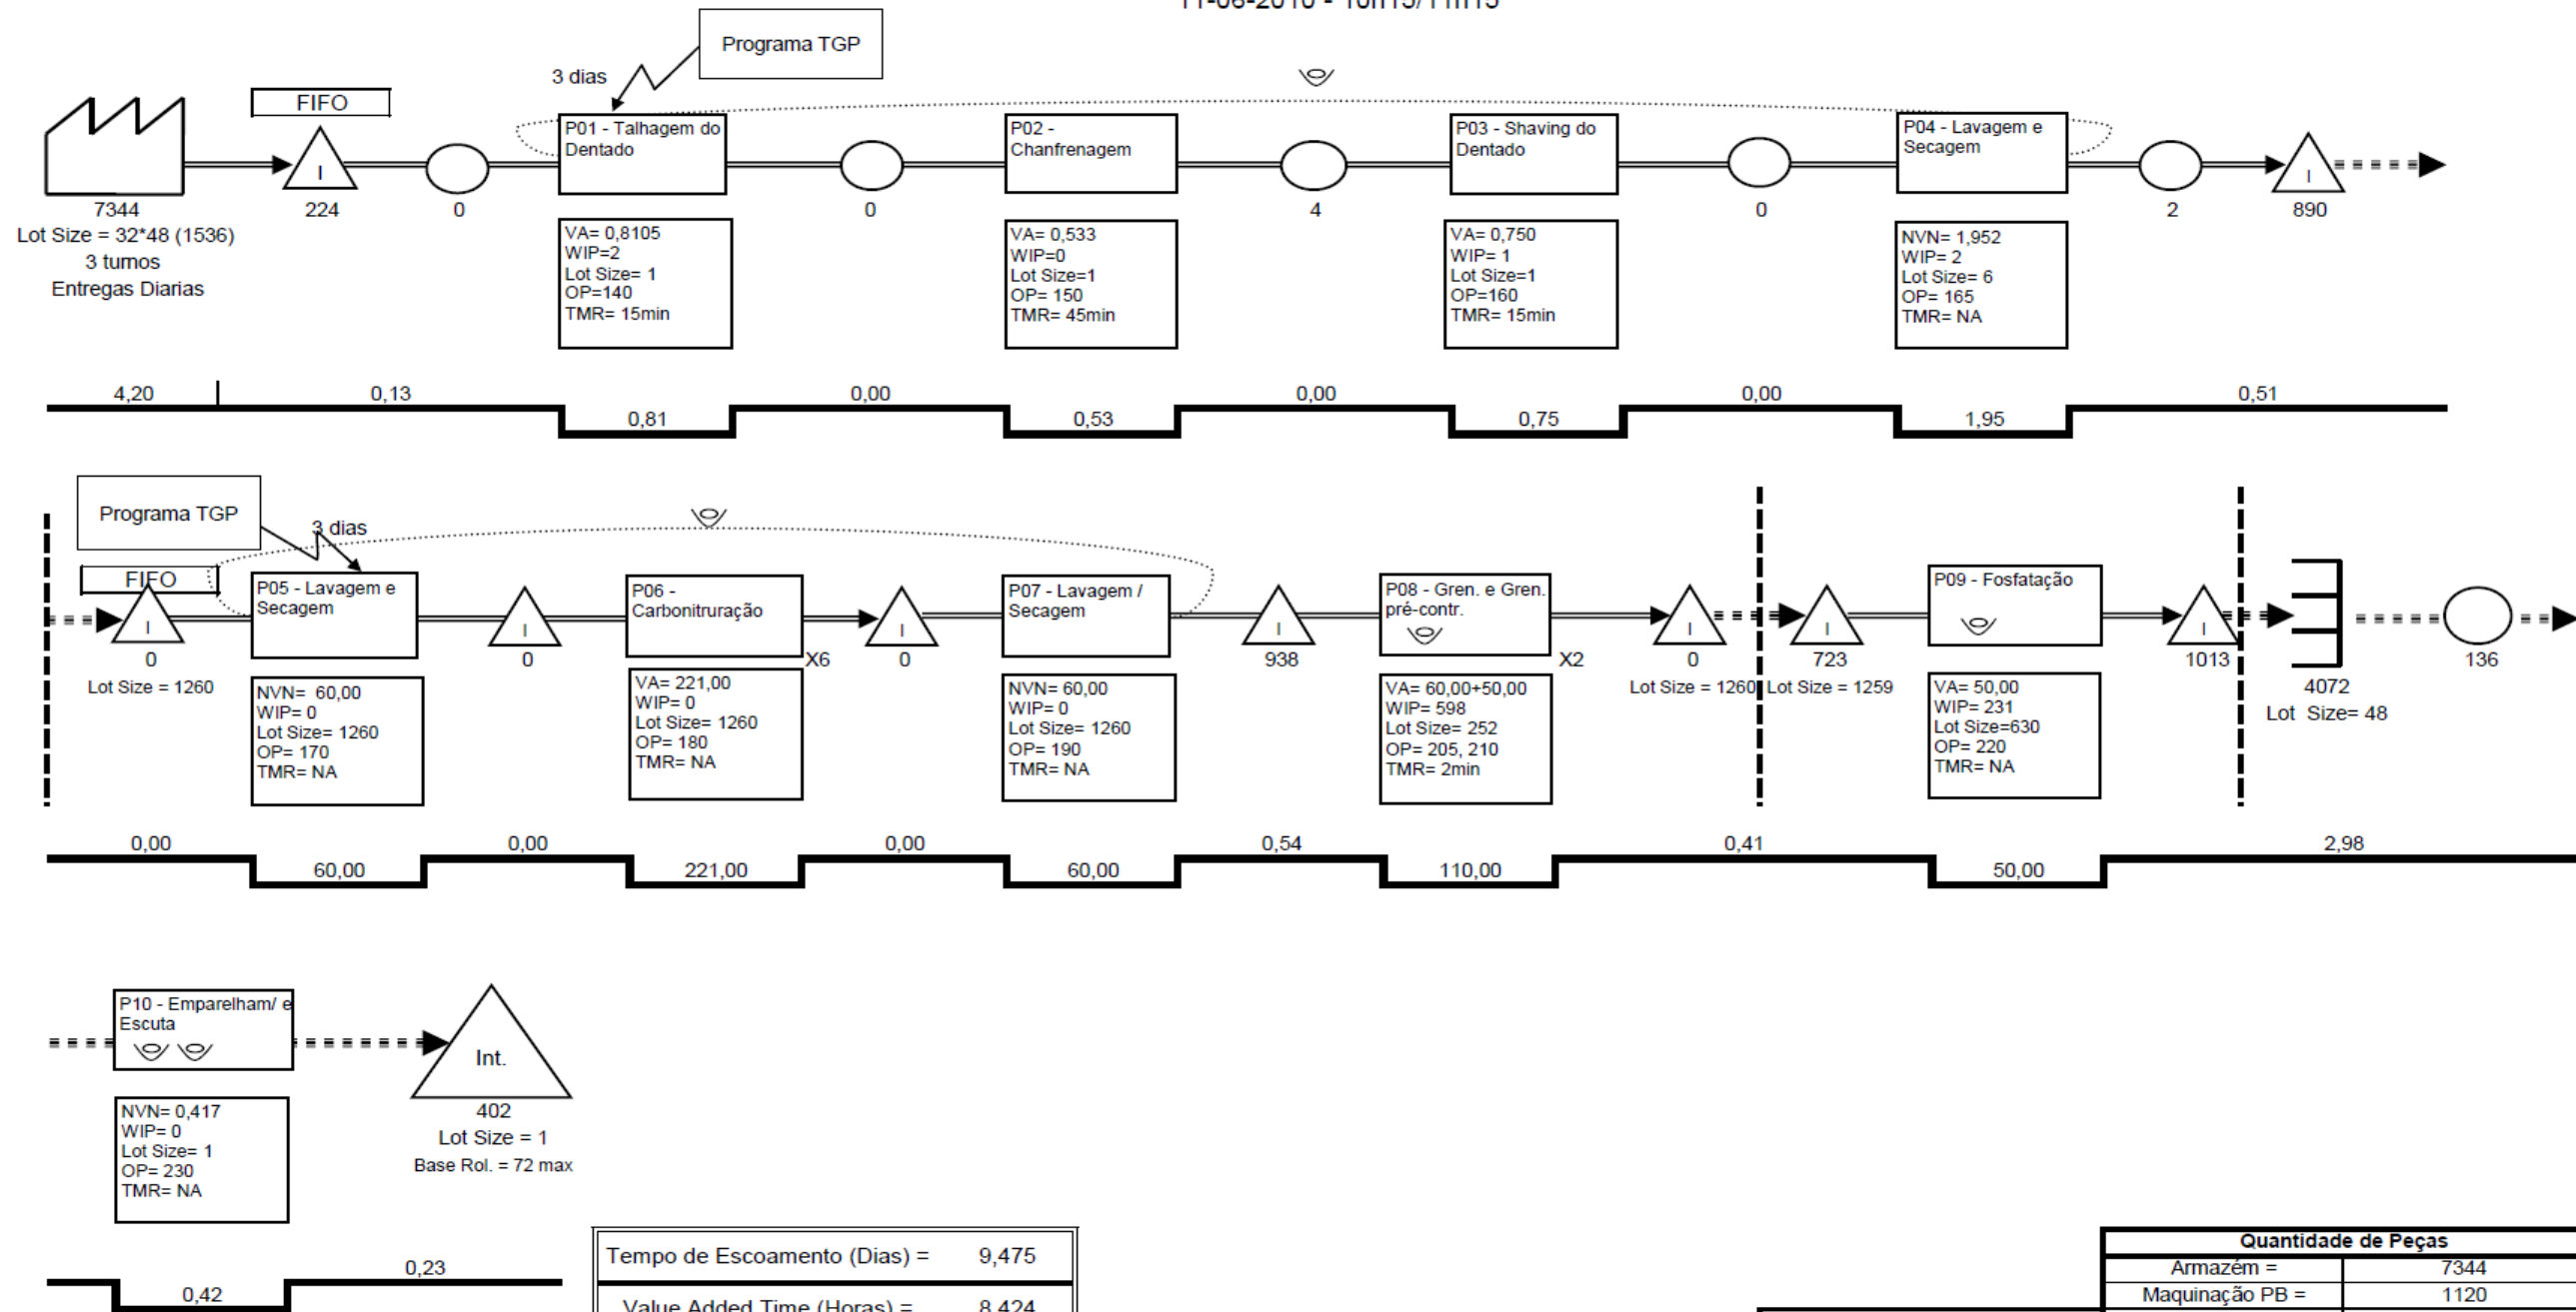 11-06-2010 - 10h15/11h15
Programa TGP
3 dias
FIFO
I
7344
Lot Size = 32*48 (1536)
3 turnos
Entregas Diarias
224
0
P01 - Talhagem do
Dentado
VA= 0,8105
WIP=2
Lot Size= 1
OP=140
TMR= 15min
0
P02 -
Chanfrenagem
VA= 0,533
WIP=0
Lot Size=1
OP= 150
TMR= 45min
4
P03 - Shaving do
Dentado
VA= 0,750
WIP= 1
Lot Size=1
OP=160
TMR= 15min
0
P04 - Lavagem e
Secagem
NVN= 1,952
WIP= 2
Lot Size= 6
OP= 165
TMR= NA
2
I
890
4,20
0,13
0,81
0,00
0,53
0,00
0,75
0,00
1,95
0,51
Programa TGP
3 dias
FIFO
I
0
Lot Size = 1260
P05 - Lavagem e
Secagem
NVN= 60,00
WIP= 0
Lot Size= 1260
OP= 170
TMR= NA
I
0
P06 -
Carbonitruração
X6
VA= 221,00
WIP= 0
Lot Size= 1260
OP= 180
TMR= NA
I
0
P07 - Lavagem /
Secagem
NVN= 60,00
WIP= 0
Lot Size= 1260
OP= 190
TMR= NA
I
938
P08 - Gren. e Gren.
pré-contr.
X2
VA= 60,00+50,00
WIP= 598
Lot Size= 252
OP= 205, 210
TMR= 2min
I
0
Lot Size = 1260
I
723
Lot Size = 1259
P09 - Fosfatação
VA= 50,00
WIP= 231
Lot Size=630
OP= 220
TMR= NA
I
1013
4072
Lot Size= 48
136
0,00
60,00
0,00
221,00
0,00
60,00
0,54
110,00
0,41
50,00
2,98
P10 - Emparelham/ e
Escuta
NVN= 0,417
WIP= 0
Lot Size= 1
OP= 230
TMR= NA
Int.
402
Lot Size = 1
Base Rol. = 72 max
0,42
0,23
Tempo de Escoamento (Dias) = 9,475
Value Added Time (Horas) = 8,424
Quantidade de Peças
Armazém = 7344
Maquinação PB = 1120